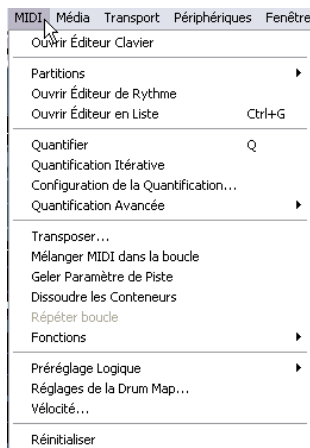 MIDI Média Transport Périphériques Fenêtre
Ouvrir Éditeur Clavier
Partitions
Ouvrir Éditeur de Rythme
Ouvrir Éditeur en Liste Ctrl+G
Quantifier Q
Quantification Itérative
Configuration de la Quantification...
Quantification Avancée
Transposer...
Mélanger MIDI dans la boucle
Geler Paramètre de Piste
Dissoudre les Conteneurs
Répéter boucle
Fonctions
Préréglage Logique
Réglages de la Drum Map...
Vélocité...
Réinitialiser